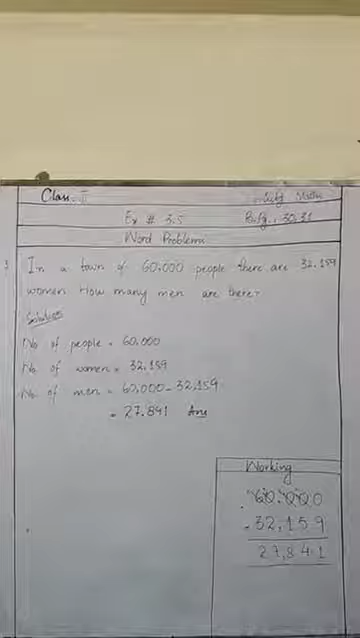 Class. II
Subj Maths
Ex # 3.5
Pg. 30.31
Word Problems
In a town of 60,000 people there are 32,159
women. How many men are there?
Solution
No. of people = 60,000
No. of women = 32,159
No. of men = 60,000 - 32,159
= 27,841 Ans
Working
60,000
- 32,159
27,841